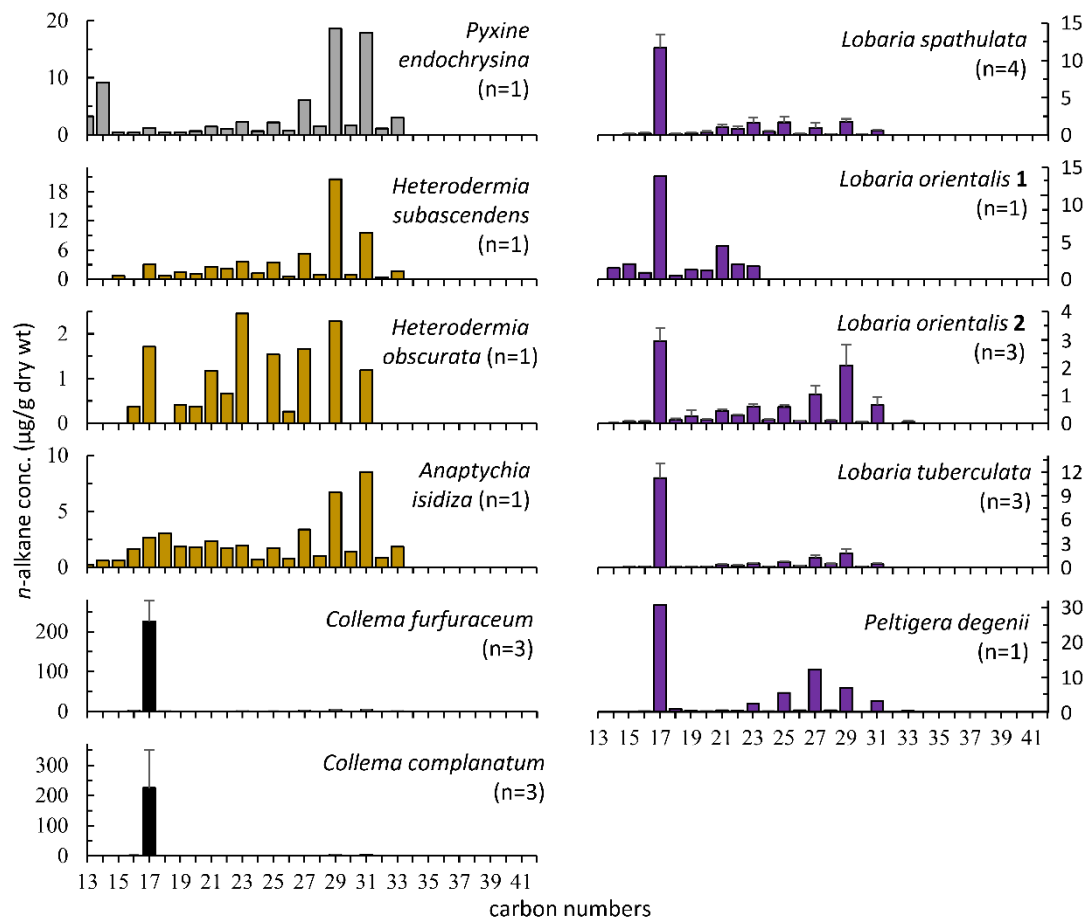 n-alkane conc. (µg/g dry wt)
20
10
0
Pyxine
endochrysina
(n=1)
18
12
6
0
Heterodermia
subascendens
(n=1)
2
1
0
Heterodermia
obscurata (n=1)
10
5
0
Anaptychia
isidiza (n=1)
200
100
0
Collema furfuraceum
(n=3)
300
200
100
0
Collema complanatum
(n=3)
13 15 17 19 21 23 25 27 29 31 33 35 37 39 41
Lobaria spathulata
(n=4)
15
10
5
0
Lobaria orientalis 1
(n=1)
15
10
5
0
Lobaria orientalis 2
(n=3)
4
3
2
1
0
Lobaria tuberculata
(n=3)
12
9
6
3
0
Peltigera degenii
(n=1)
30
20
10
0
13 15 17 19 21 23 25 27 29 31 33 35 37 39 41
carbon numbers